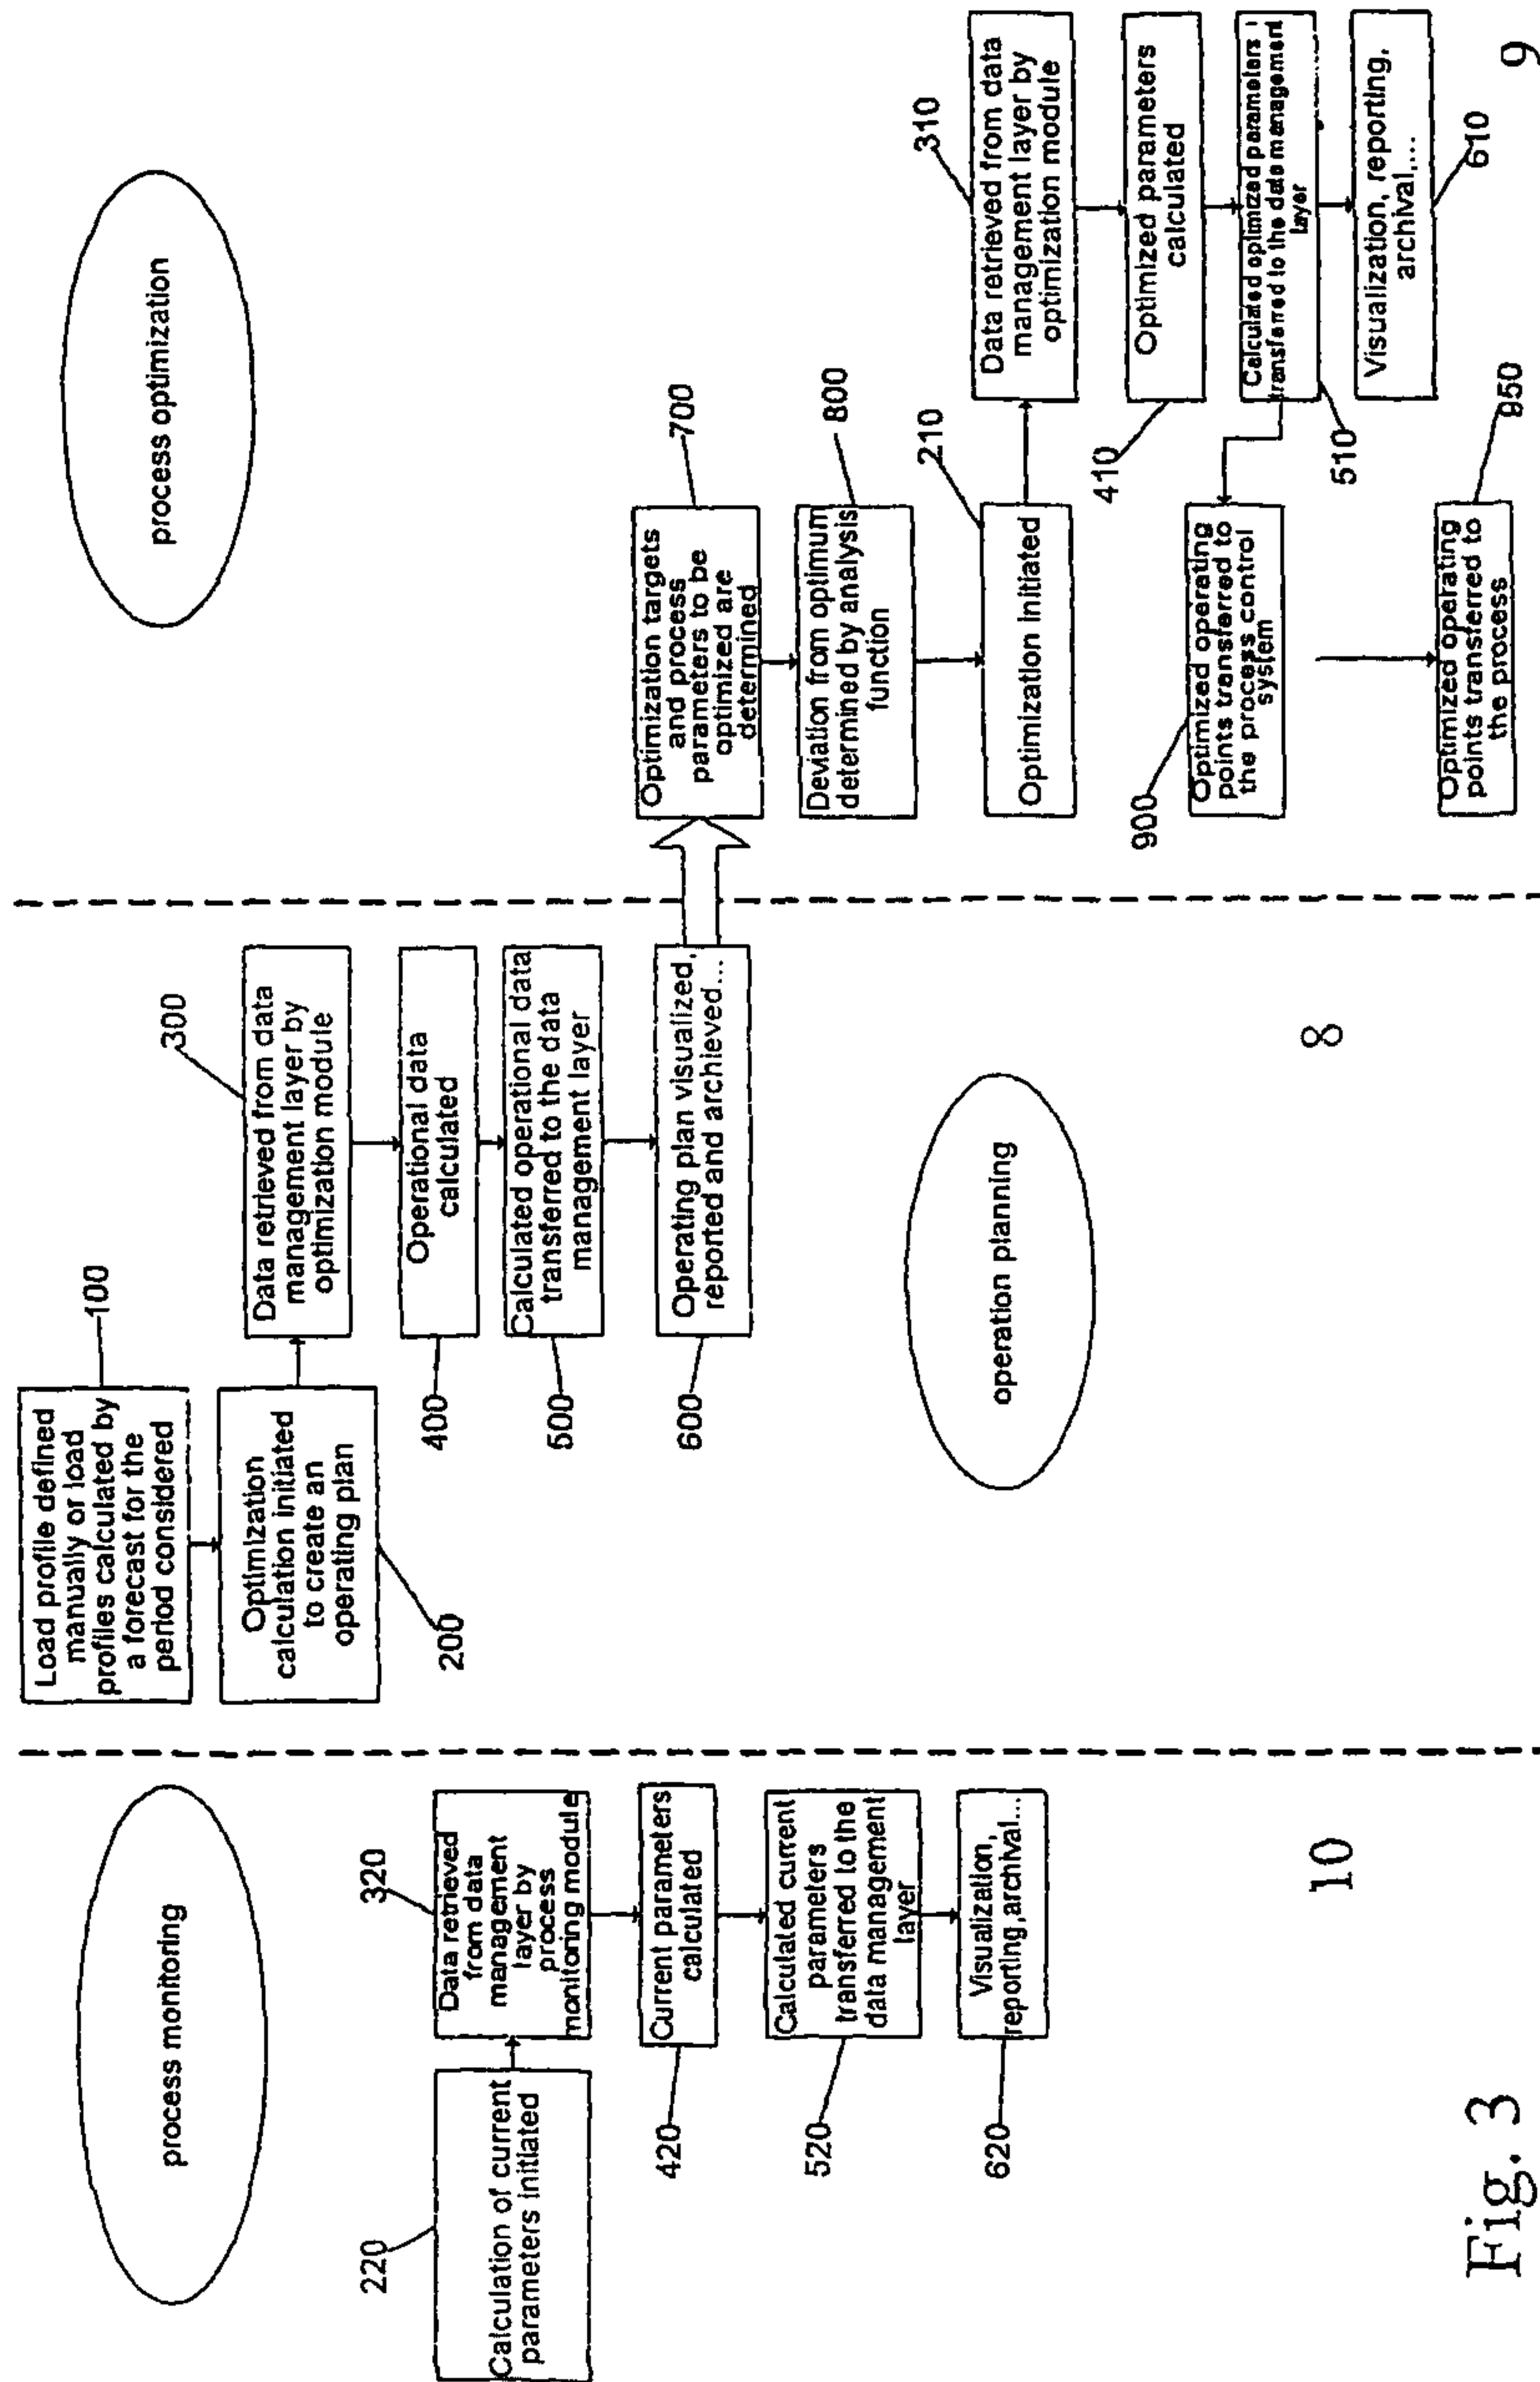 process monitoring
220
Calculation of current
parameters initiated
320
Data retrieved
from data
management
layer by
process
monitoring module
Current parameters
calculated
420
Calculated current
parameters
transferred to the
data management
layer
520
Visualization,
reporting,archival...
620
10
Load profile defined
manually or load
profiles calculated by
a forecast for the
period considered
100
Optimization
calculation initiated
to create an
operating plan
200
300
Data retrieved from data
management layer by
optimization module
Operational data
calculated
400
Calculated operational data
transferred to the data
management layer
500
Operating plan visualized,
reported and archieved...
600
operation planning
8
process optimization
Optimization targets
and process
parameters to be
optimized are
determined
700
Deviation from optimum
determined by analysis
function
800
Optimization initiated
210
310
Data retrieved from data
management layer by
optimization module
Optimized parameters
calculated
410
Calculated optimized parameters
transferred to the data management
layer
510
Visualization, reporting,
archival,...
610
900
Optimized operating
points transferred to
the process control
system
Optimized operating
points transferred to
the process
950
9
Fig. 3